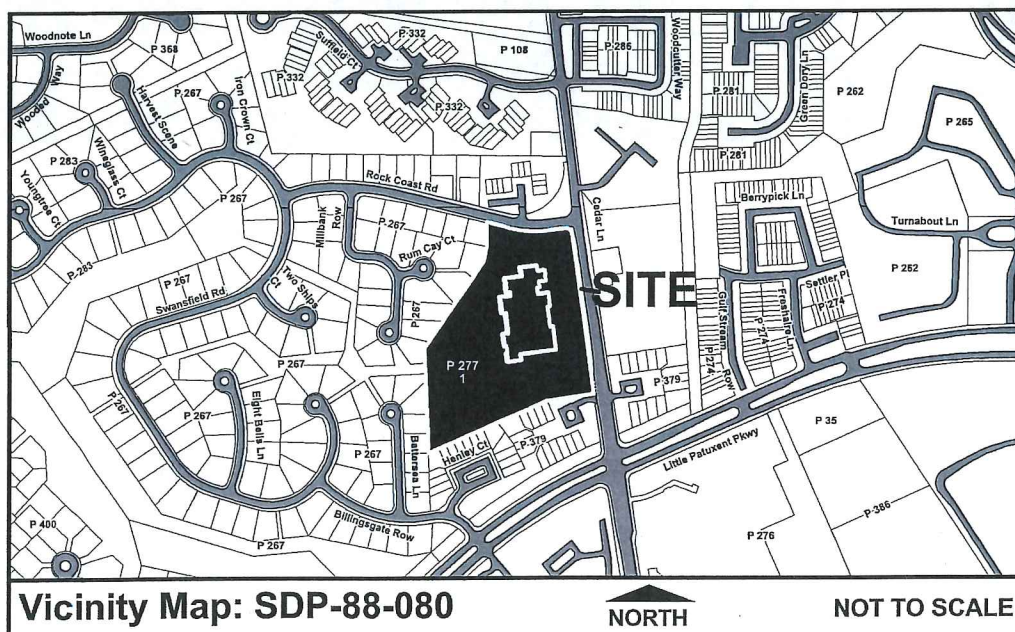 Woodnote Ln
P 368
Wooded Way
Harvest Scene
P 267
Iron Crown Ct
P 332
Suffield Ct
P 332
P 332
P 108
P 286
Woodcutter Way
P 281
Green Dory Ln
P 262
P 281
P 265
P 283
Wineglass Ct
Youngtree Ct
P 283
P 267
Rock Coast Rd
Cedar Ln
Berrypick Ln
Turnabout Ln
P 262
Millbank Row
P 267
Rum Cay Ct
P 267
Swansfield Rd
P 267
Two Ships Ct
P 267
SITE
Gulf Stream Row
P 274
P 274
Freshaire Ln
Settler Pl
P 274
P 277
1
P 379
P 267
P 267
Eight Bells Ln
P 267
Battersea Ln
Henley Ct
P 379
Little Patuxent Pkwy
P 35
P 386
P 276
P 400
P 267
Billingsgate Row
Vicinity Map: SDP-88-080
NORTH
NOT TO SCALE